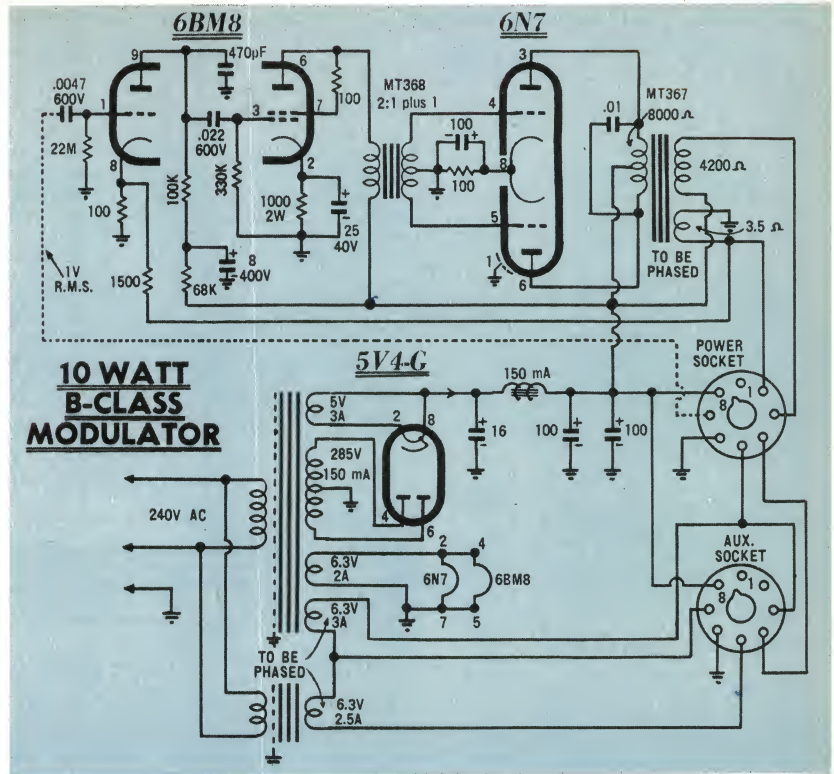 6BM8
6N7
9
470pF
6
3
.0047
600V
1
3
7
100
MT368
2:1 plus 1
4
.01
MT367
8000 Ω
22M
.022
600V
− +
100
8
100
4200 Ω
8
100
100K
330K
2
1000
2W
+
−
25
40V
5
3.5 Ω
1V
R.M.S.
1500
68K
+
−
8
400V
1
6
TO BE
PHASED
10 WATT
B-CLASS
MODULATOR
5V4-G
150 mA
POWER
SOCKET
5V
3A
2
8
+
−
16
100
+
−
+
−
100
8
1
285V
150 mA
240V AC
4
6
AUX.
SOCKET
6.3V
2A
2
4
6N7
6BM8
7
5
8
1
6.3V
3A
TO BE
PHASED
6.3V
2.5A